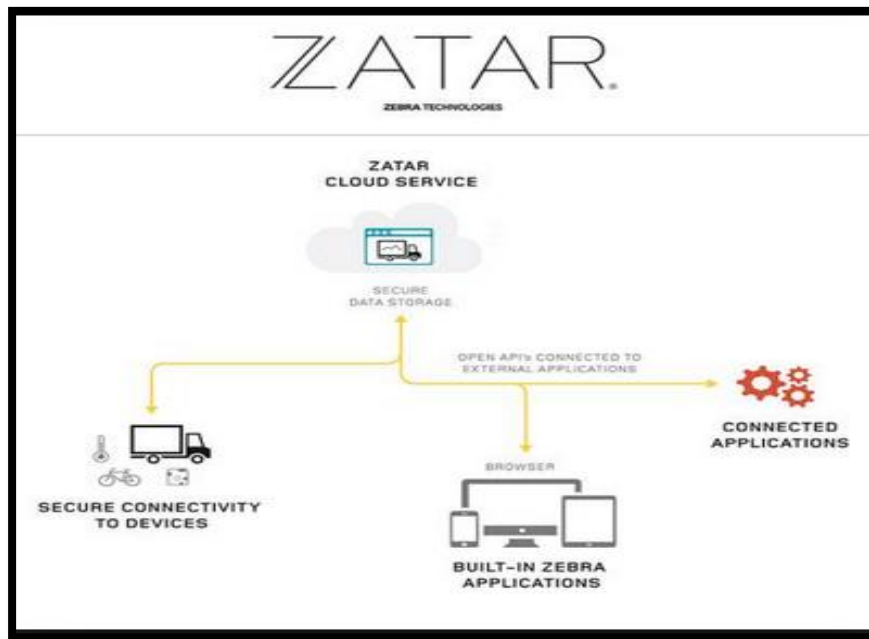 ZATAR®
ZEBRA TECHNOLOGIES
ZATAR
CLOUD SERVICE
SECURE
DATA STORAGE
OPEN API's CONNECTED TO
EXTERNAL APPLICATIONS
CONNECTED
APPLICATIONS
BROWSER
SECURE CONNECTIVITY
TO DEVICES
BUILT-IN ZEBRA
APPLICATIONS